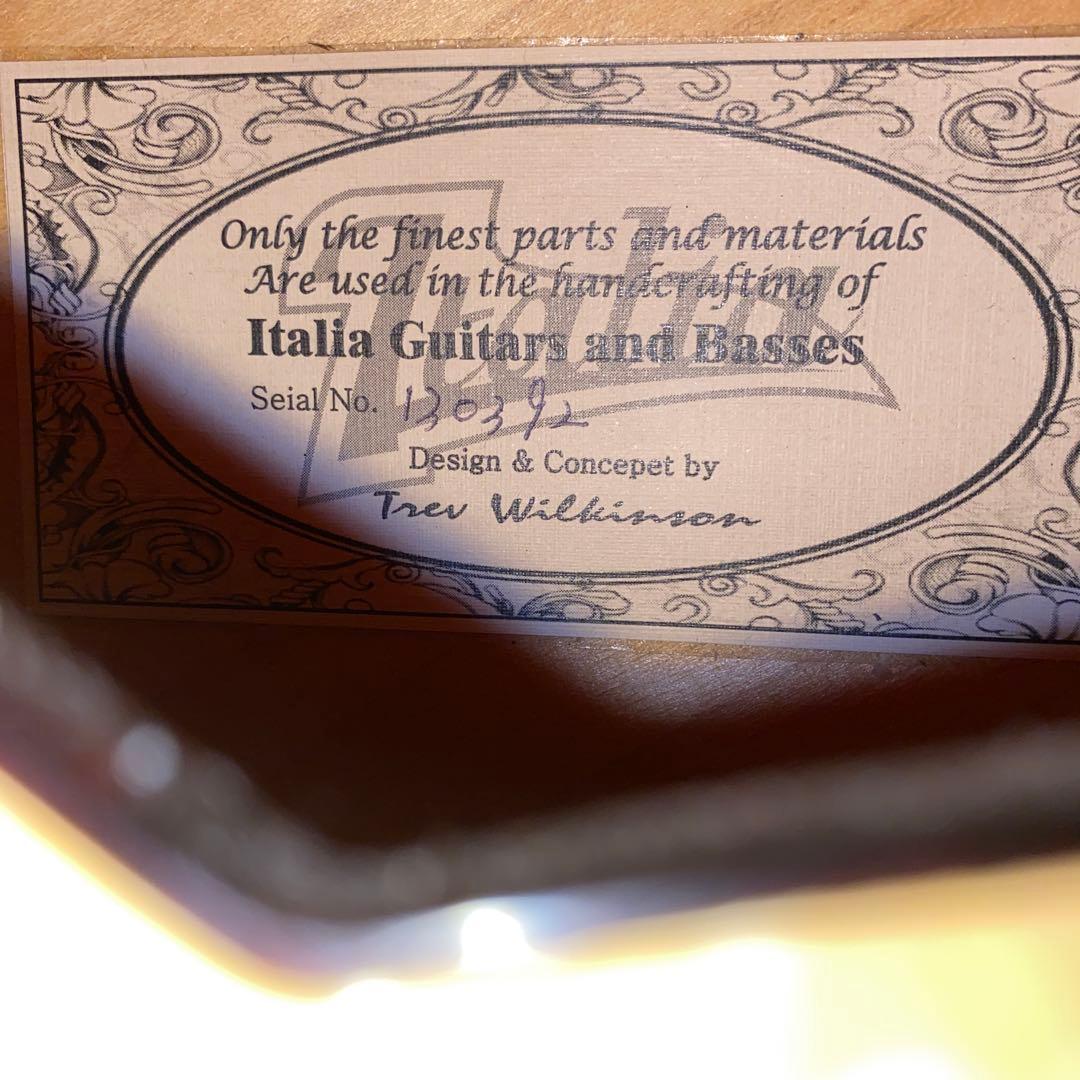 Only the finest parts and materials
Are used in the handcrafting of
Italia Guitars and Basses
Seial No. 130392
Design & Concepet by
Trev Wilkinson
Italia